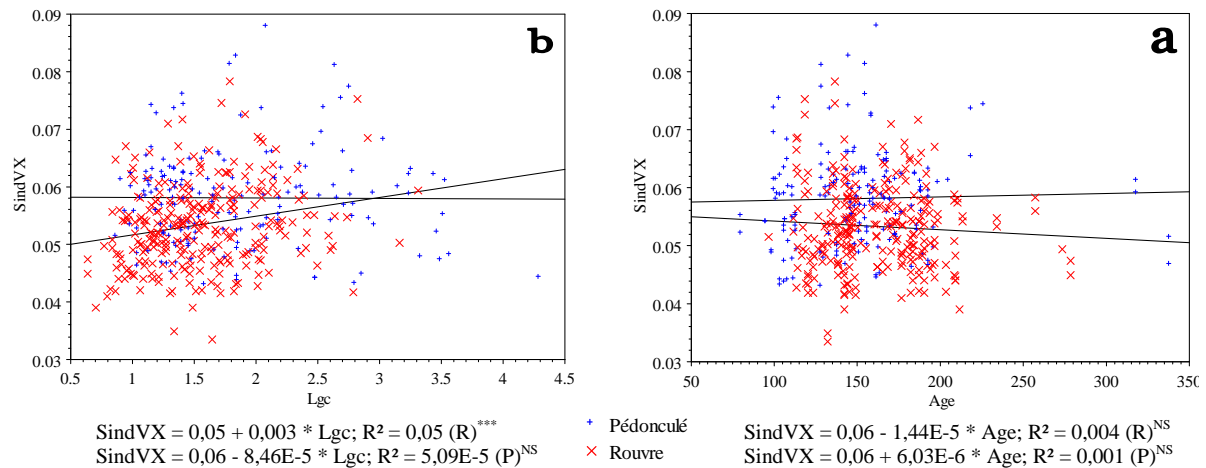 b
SindVX
0.09
0.08
0.07
0.06
0.05
0.04
0.03
0.5
1
1.5
2
2.5
3
3.5
4
4.5
Lgc
SindVX = 0,05 + 0,003 * Lgc; R² = 0,05 (R)***
SindVX = 0,06 - 8,46E-5 * Lgc; R² = 5,09E-5 (P)NS
Pédonculé
Rouvre
a
SindVX
0.09
0.08
0.07
0.06
0.05
0.04
0.03
50
100
150
200
250
300
350
Age
SindVX = 0,06 - 1,44E-5 * Age; R² = 0,004 (R)NS
SindVX = 0,06 + 6,03E-6 * Age; R² = 0,001 (P)NS